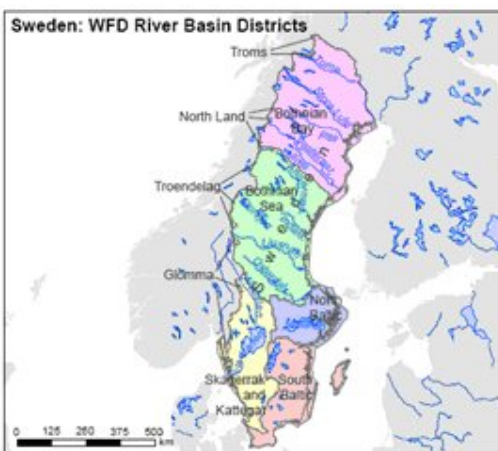 Sweden: WFD River Basin Districts
Troms
North Land
Bothnian
Bay
Troendelag
Bothnian
Sea
Glomma
North
Baltic
Skagerrak
and
Kattegat
South
Baltic
0 125 250 375 500
km